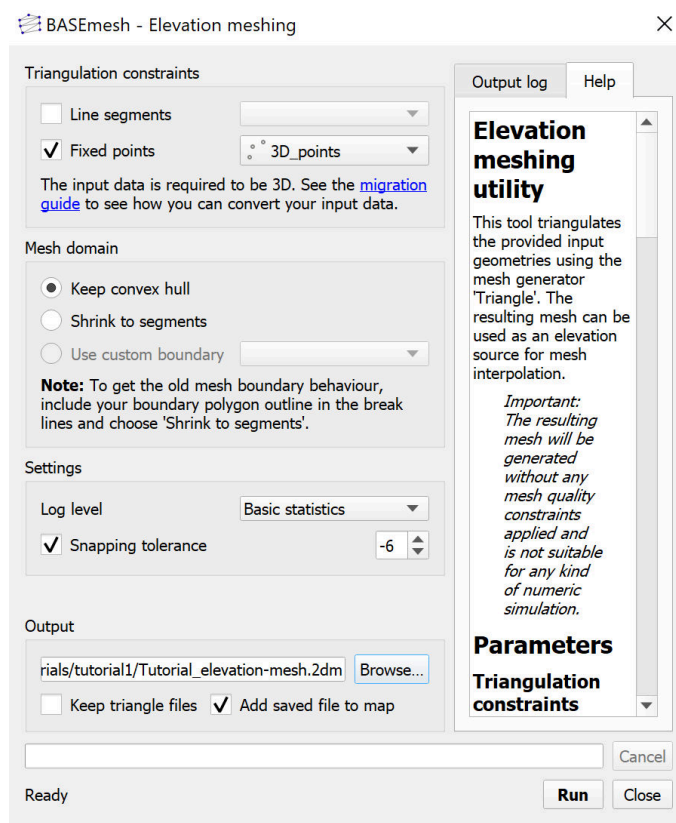 BASEmesh - Elevation meshing
Triangulation constraints
Line segments
Fixed points
3D_points
The input data is required to be 3D. See the migration
guide to see how you can convert your input data.
Mesh domain
Keep convex hull
Shrink to segments
Use custom boundary
Note: To get the old mesh boundary behaviour,
include your boundary polygon outline in the break
lines and choose 'Shrink to segments'.
Settings
Log level
Basic statistics
Snapping tolerance
-6
Output
rials/tutorial1/Tutorial_elevation-mesh.2dm
Browse...
Keep triangle files
Add saved file to map
Output log
Help
Elevation
meshing
utility
This tool triangulates
the provided input
geometries using the
mesh generator
'Triangle'. The
resulting mesh can be
used as an elevation
source for mesh
interpolation.
Important:
The resulting
mesh will be
generated
without any
mesh quality
constraints
applied and
is not suitable
for any kind
of numeric
simulation.
Parameters
Triangulation
constraints
Cancel
Ready
Run
Close